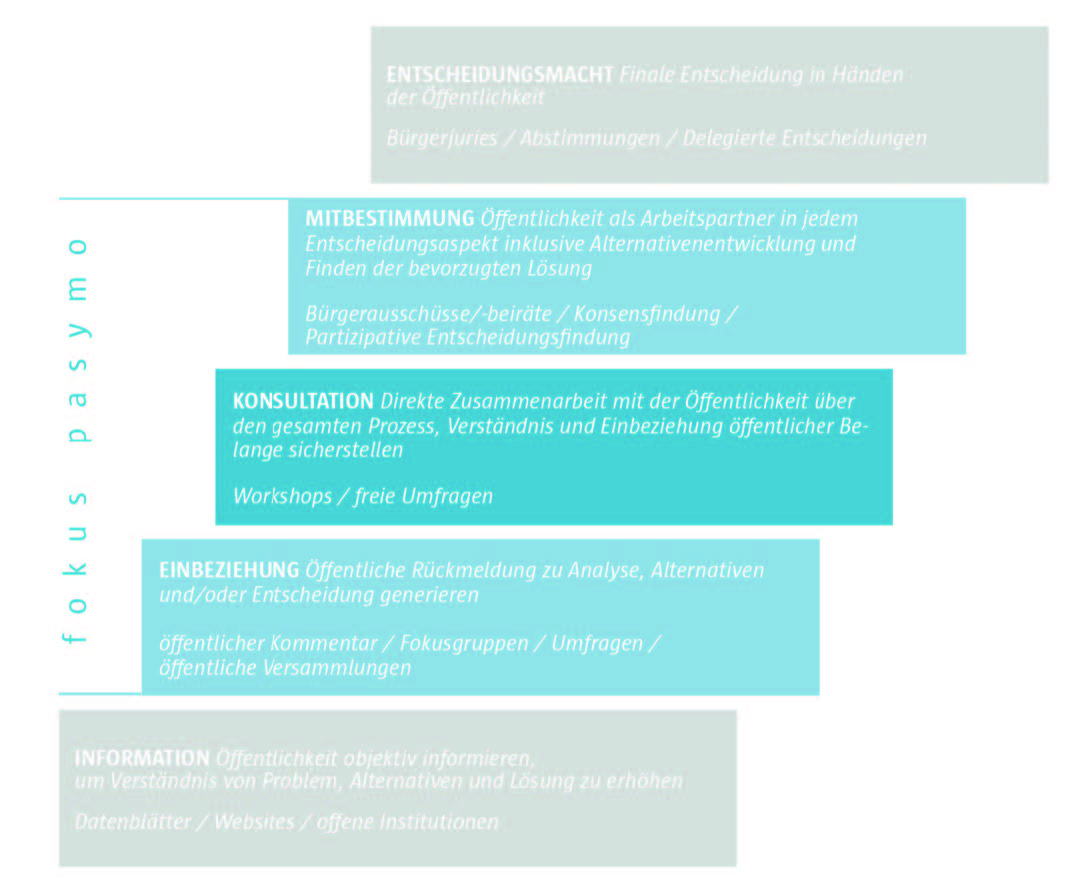 ENTSCHEIDUNGSMACHT Finale Entscheidung in Händen
der Öffentlichkeit
Bürgerjuries / Abstimmungen / Delegierte Entscheidungen
fokus pasymo
MITBESTIMMUNG Öffentlichkeit als Arbeitspartner in jedem
Entscheidungsaspekt inklusive Alternativenentwicklung und
Finden der bevorzugten Lösung
Bürgerausschüsse/-beiräte / Konsensfindung /
Partizipative Entscheidungsfindung
KONSULTATION Direkte Zusammenarbeit mit der Öffentlichkeit über
den gesamten Prozess, Verständnis und Einbeziehung öffentlicher Be-
lange sicherstellen
Workshops / freie Umfragen
EINBEZIEHUNG Öffentliche Rückmeldung zu Analyse, Alternativen
und/oder Entscheidung generieren
öffentlicher Kommentar / Fokusgruppen / Umfragen /
öffentliche Versammlungen
INFORMATION Öffentlichkeit objektiv informieren,
um Verständnis von Problem, Alternativen und Lösung zu erhöhen
Datenblätter / Websites / offene Institutionen